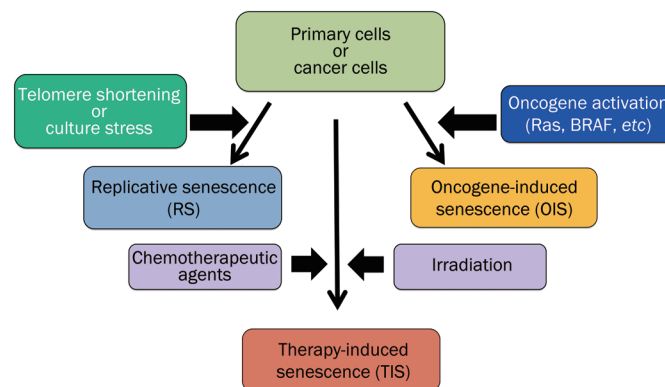 Primary cells
or
cancer cells
Telomere shortening
or
culture stress
Oncogene activation
(Ras, BRAF, etc)
Replicative senescence
(RS)
Oncogene-induced
senescence (OIS)
Chemotherapeutic
agents
Irradiation
Therapy-induced
senescence (TIS)